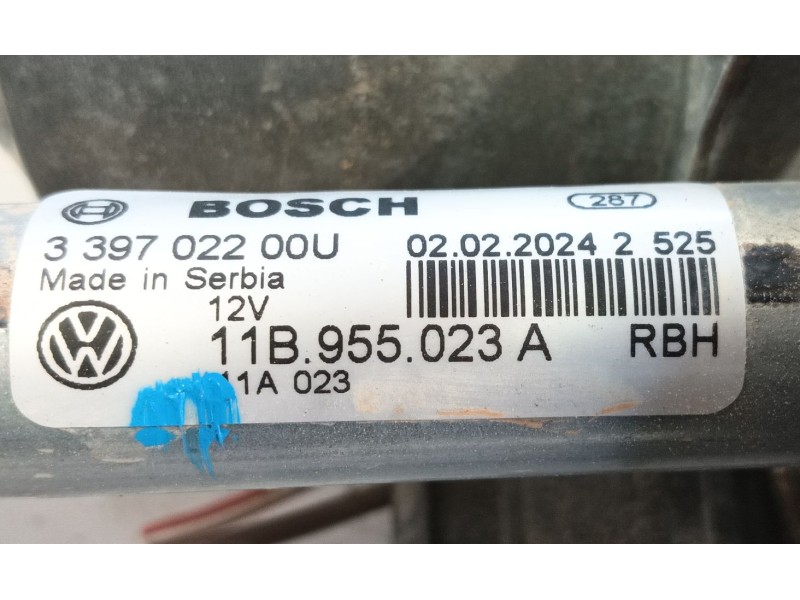 BOSCH 287
3 397 022 00U 02.02.2024 2 525
Made in Serbia
12V
VW 11B.955.023 A RBH
11A 023